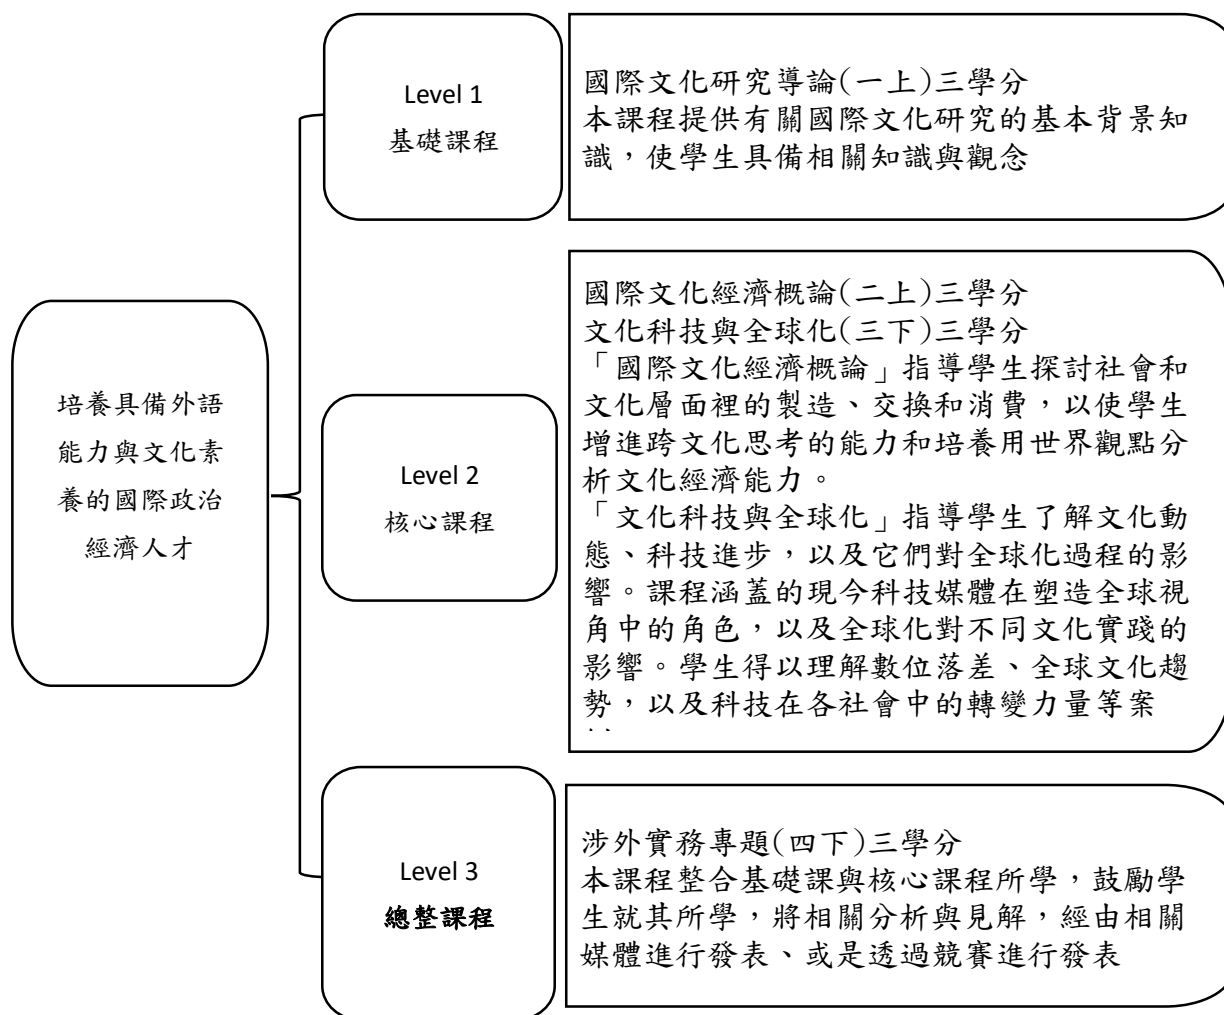 培養具備外語
能力與文化素
養的國際政治
經濟人才
Level 1
基礎課程
國際文化研究導論(一上)三學分
本課程提供有關國際文化研究的基本背景知
識，使學生具備相關知識與觀念
Level 2
核心課程
國際文化經濟概論(二上)三學分
文化科技與全球化(三下)三學分
「國際文化經濟概論」指導學生探討社會和
文化層面裡的製造、交換和消費，以使學生
增進跨文化思考的能力和培養用世界觀點分
析文化經濟能力。
「文化科技與全球化」指導學生了解文化動
態、科技進步，以及它們對全球化過程的影
響。課程涵蓋的現今科技媒體在塑造全球視
角中的角色，以及全球化對不同文化實踐的
影響。學生得以理解數位落差、全球文化趨
勢，以及科技在各社會中的轉變力量等案
Level 3
總整課程
涉外實務專題(四下)三學分
本課程整合基礎課與核心課程所學，鼓勵學
生就其所學，將相關分析與見解，經由相關
媒體進行發表、或是透過競賽進行發表